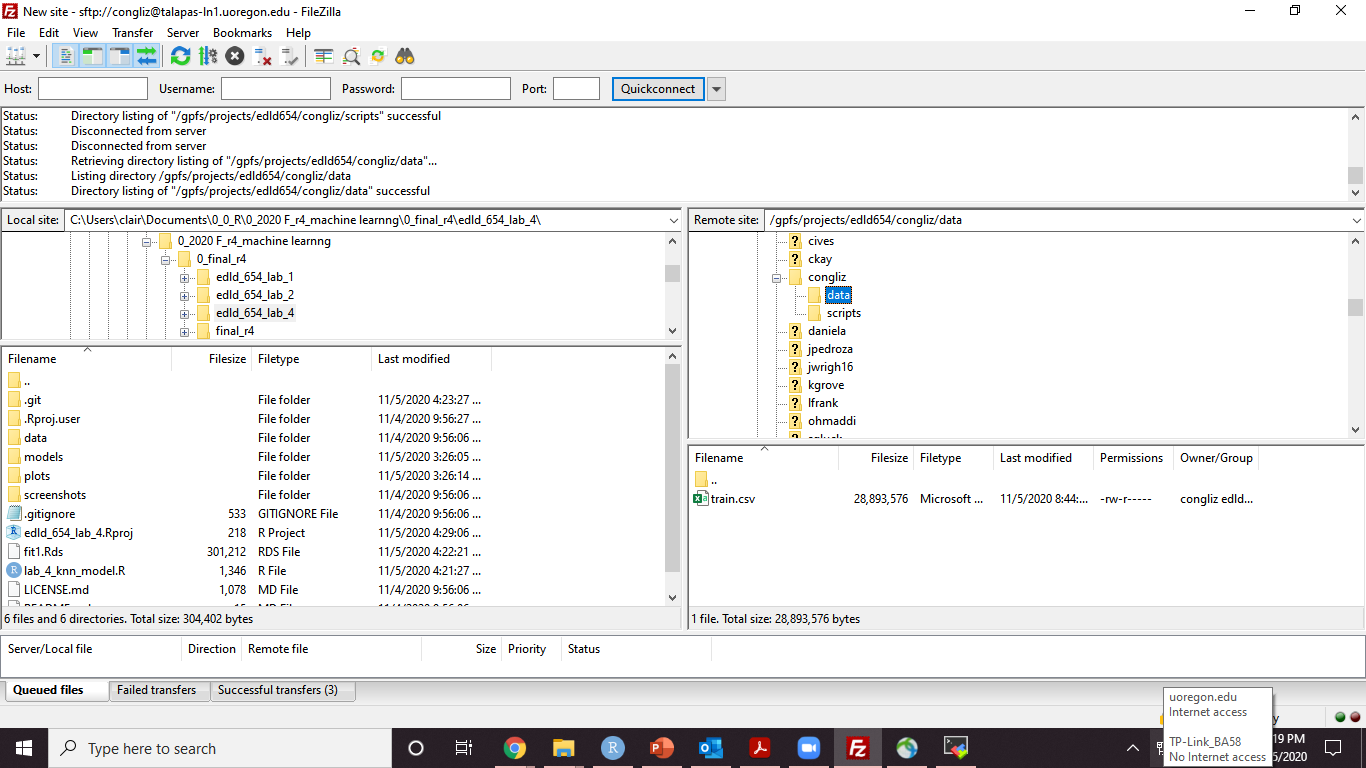 New site - sftp://congliz@talapas-ln1.uoregon.edu - FileZilla
File Edit View Transfer Server Bookmarks Help
Host: Username: Password: Port: Quickconnect
Status: Directory listing of "/gpfs/projects/edld654/congliz/scripts" successful
Status: Disconnected from server
Status: Disconnected from server
Status: Retrieving directory listing of "/gpfs/projects/edld654/congliz/data"...
Status: Listing directory /gpfs/projects/edld654/congliz/data
Status: Directory listing of "/gpfs/projects/edld654/congliz/data" successful
Local site: C:\Users\clair\Documents\0_0_R\0_2020 F_r4_machine learnng\0_final_r4\edld_654_lab_4\
0_2020 F_r4_machine learnng
0_final_r4
edld_654_lab_1
edld_654_lab_2
edld_654_lab_4
final_r4
Filename Filesize Filetype Last modified
..
.git File folder 11/5/2020 4:23:27 ...
.Rproj.user File folder 11/4/2020 9:56:27 ...
data File folder 11/4/2020 9:56:06 ...
models File folder 11/5/2020 3:26:05 ...
plots File folder 11/5/2020 3:26:14 ...
screenshots File folder 11/4/2020 9:56:06 ...
.gitignore 533 GITIGNORE File 11/4/2020 9:56:06 ...
edld_654_lab_4.Rproj 218 R Project 11/5/2020 4:29:06 ...
fit1.Rds 301,212 RDS File 11/5/2020 4:22:21 ...
lab_4_knn_model.R 1,346 R File 11/5/2020 4:21:27 ...
LICENSE.md 1,078 MD File 11/4/2020 9:56:06 ...
6 files and 6 directories. Total size: 304,402 bytes
Remote site: /gpfs/projects/edld654/congliz/data
cives
ckay
congliz
data
scripts
daniela
jpedroza
jwrigh16
kgrove
lfrank
ohmaddi
Filename Filesize Filetype Last modified Permissions Owner/Group
..
train.csv 28,893,576 Microsoft ... 11/5/2020 8:44:... -rw-r----- congliz edld...
1 file. Total size: 28,893,576 bytes
Server/Local file Direction Remote file Size Priority Status
Queued files Failed transfers Successful transfers (3)
uoregon.edu
Internet access
TP-Link_BA58
No Internet access
Type here to search
:19 PM
/2020